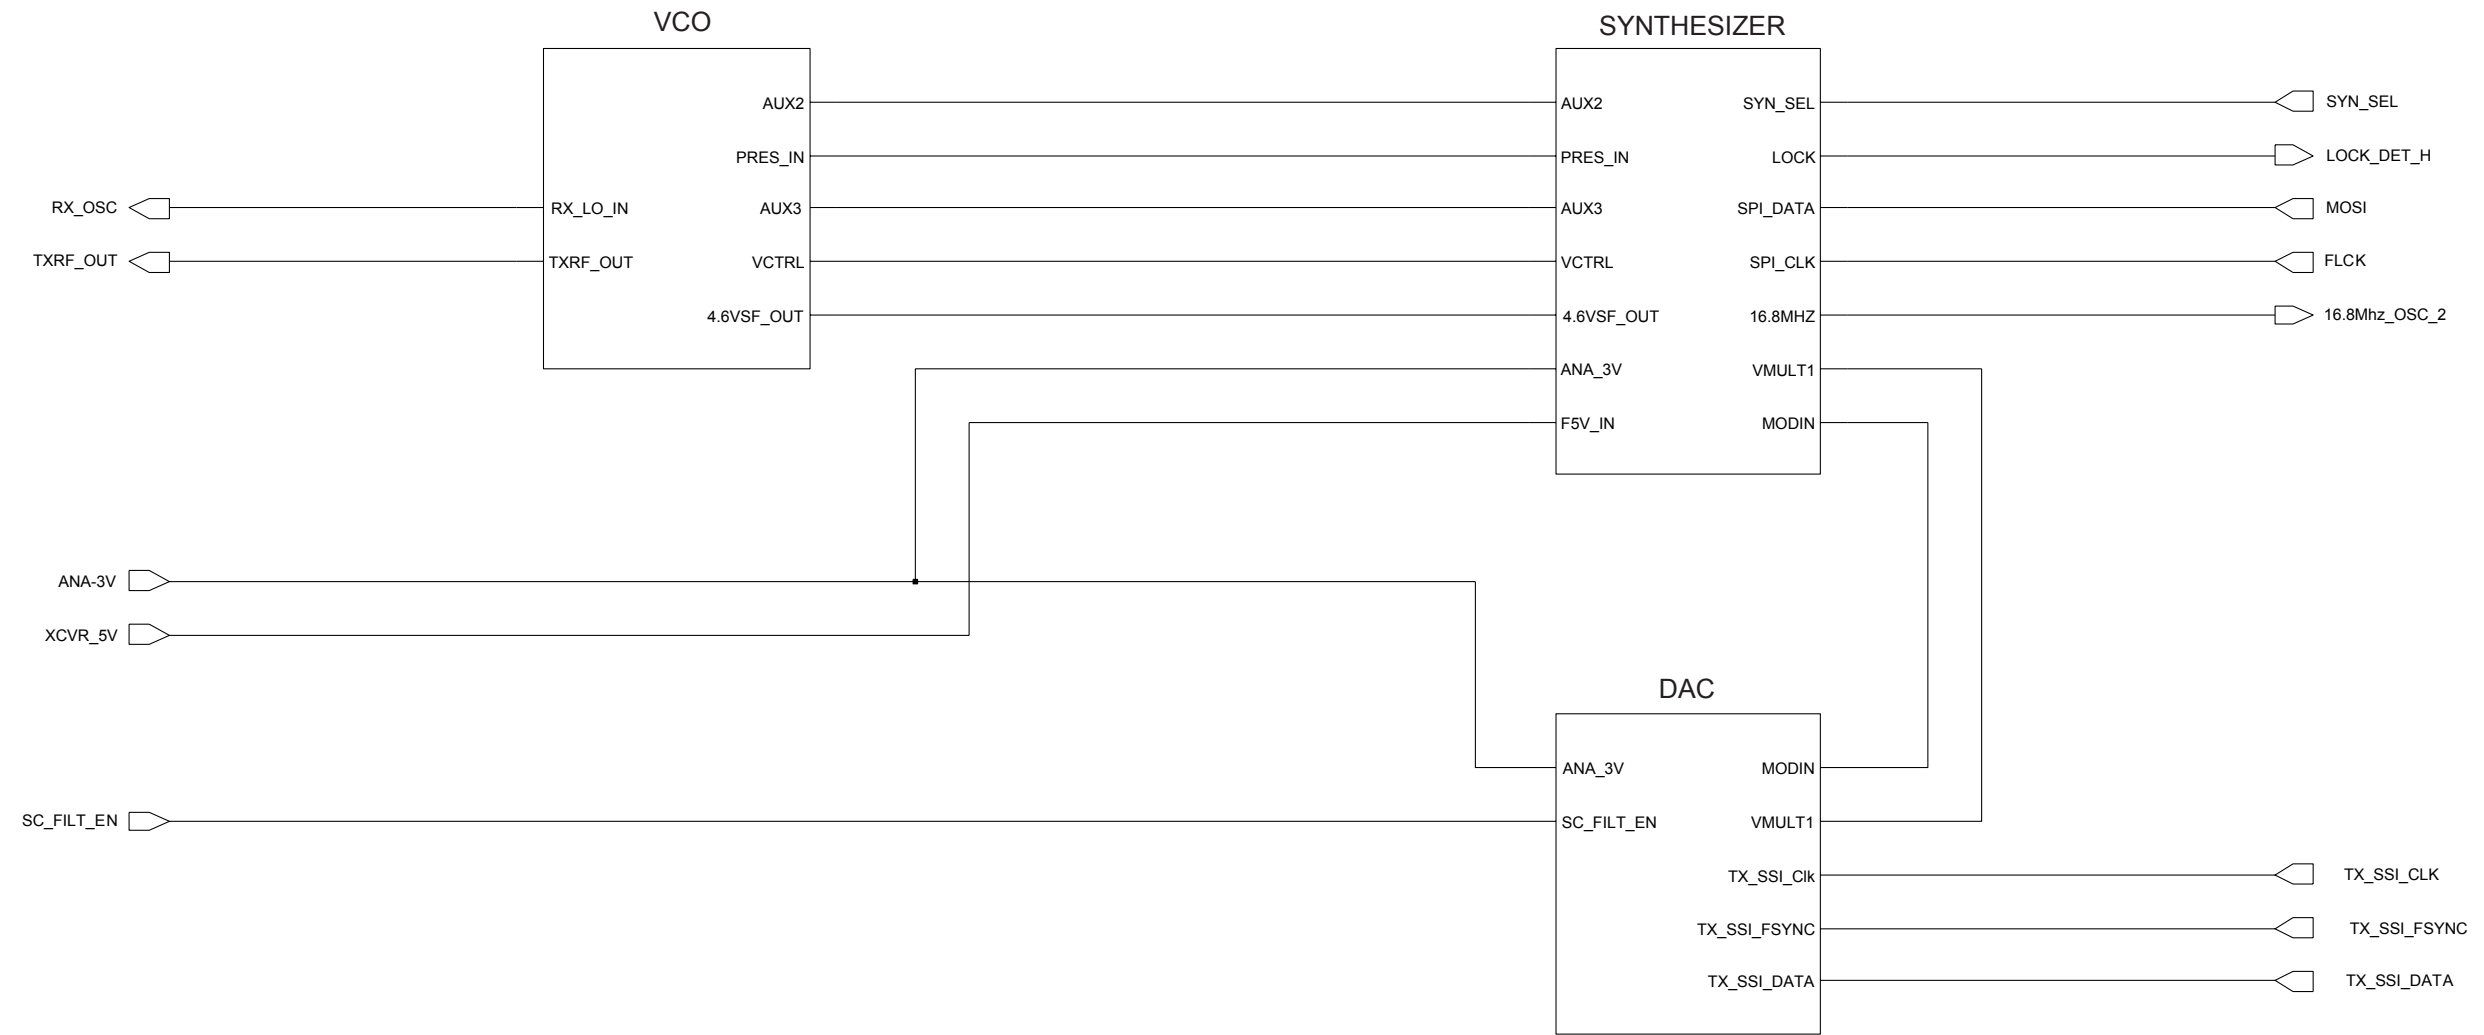 VCO
SYNTHESIZER
AUX2
AUX2
SYN_SEL
SYN_SEL
PRES_IN
PRES_IN
LOCK
LOCK_DET_H
RX_OSC
RX_LO_IN
AUX3
AUX3
SPI_DATA
MOSI
TXRF_OUT
TXRF_OUT
VCTRL
VCTRL
SPI_CLK
FLCK
4.6VSF_OUT
4.6VSF_OUT
16.8MHZ
16.8Mhz_OSC_2
ANA_3V
VMULT1
F5V_IN
MODIN
ANA-3V
XCVR_5V
DAC
ANA_3V
MODIN
SC_FILT_EN
SC_FILT_EN
VMULT1
TX_SSI_Clk
TX_SSI_CLK
TX_SSI_FSYNC
TX_SSI_FSYNC
TX_SSI_DATA
TX_SSI_DATA